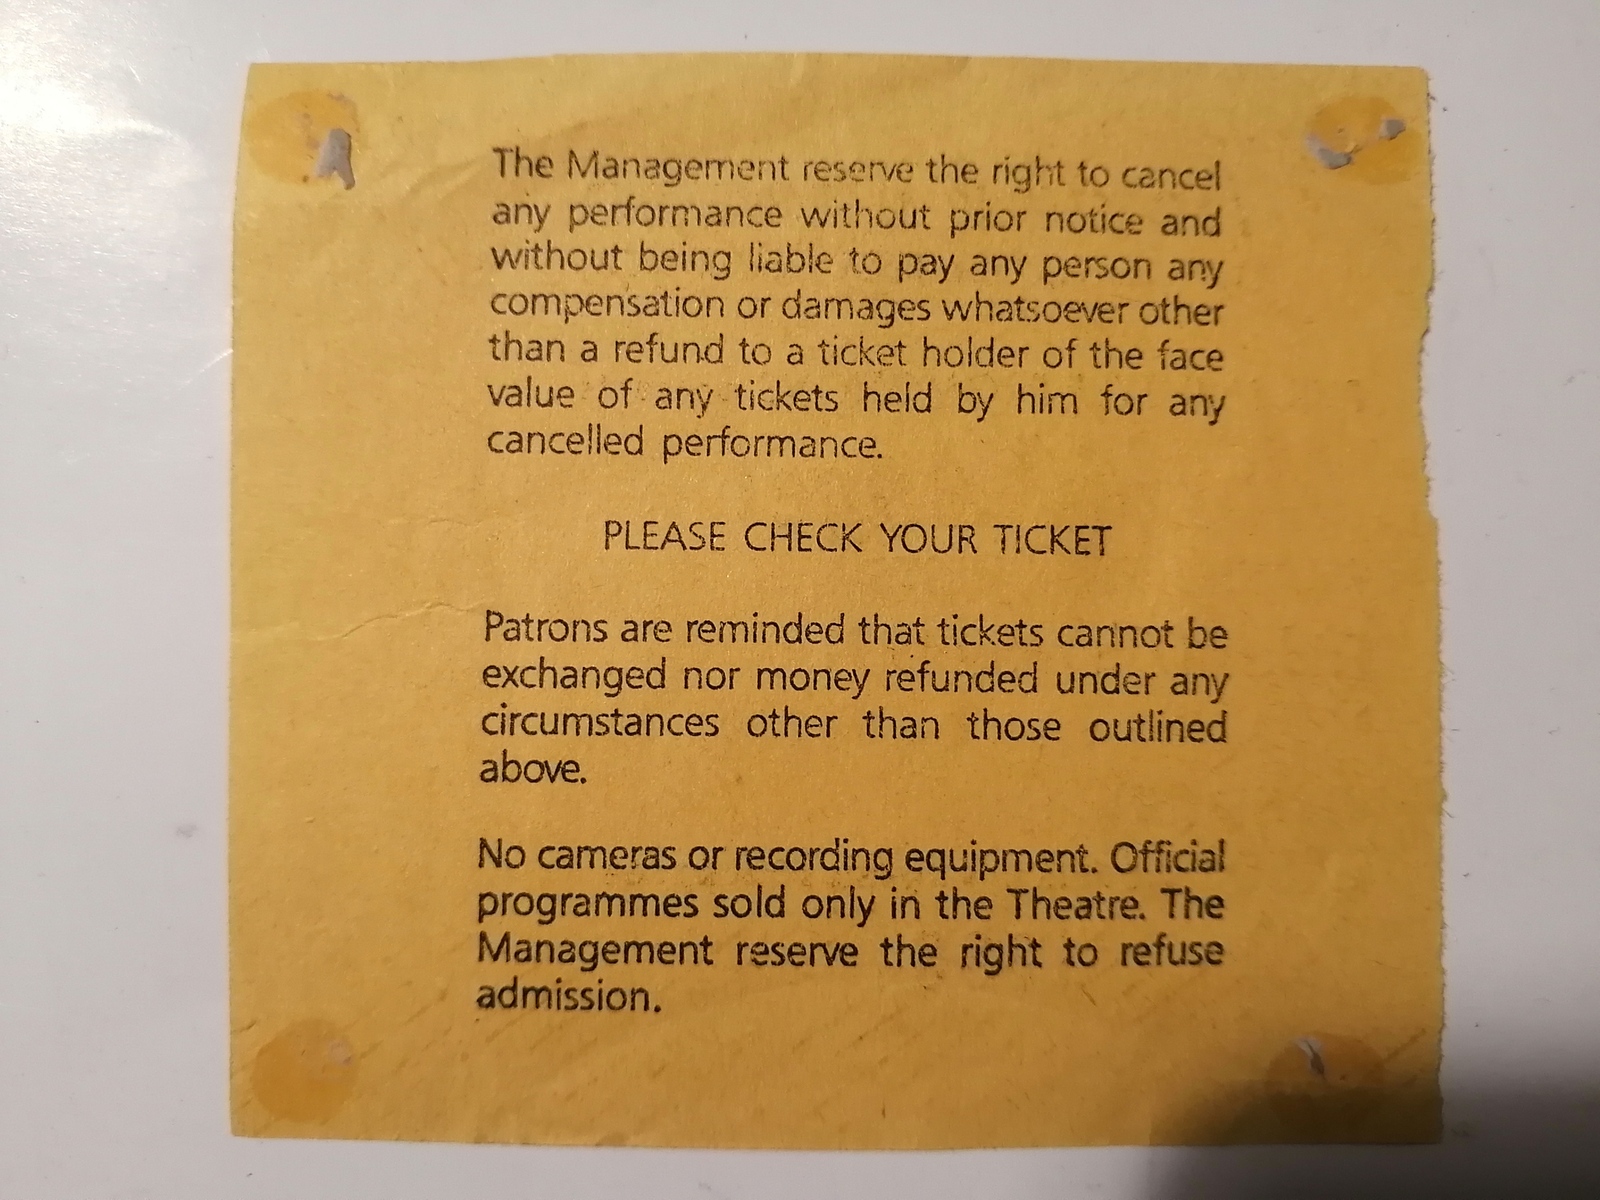 The Management reserve the right to cancel
any performance without prior notice and
without being liable to pay any person any
compensation or damages whatsoever other
than a refund to a ticket holder of the face
value of any tickets held by him for any
cancelled performance.
PLEASE CHECK YOUR TICKET
Patrons are reminded that tickets cannot be
exchanged nor money refunded under any
circumstances other than those outlined
above.
No cameras or recording equipment. Official
programmes sold only in the Theatre. The
Management reserve the right to refuse
admission.